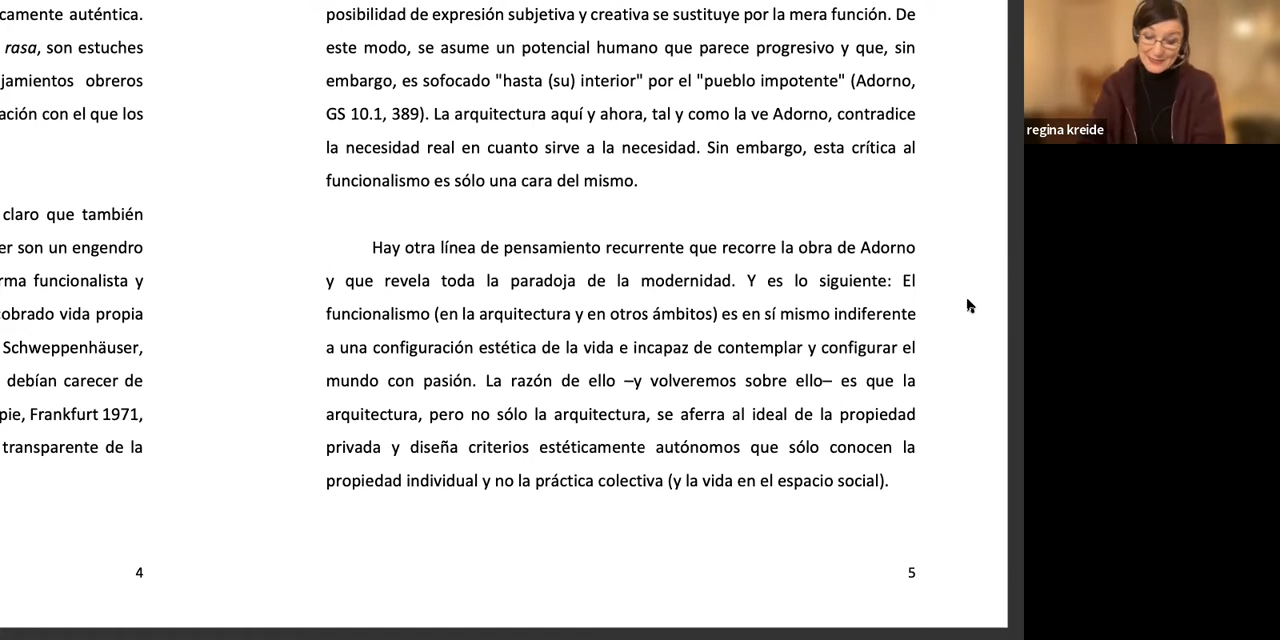 camente auténtica.
rasa, son estuches
jamientos obreros
ación con el que los
claro que también
er son un engendro
rma funcionalista y
obrado vida propia
Schweppenhäuser,
debían carecer de
pie, Frankfurt 1971,
transparente de la
4
posibilidad de expresión subjetiva y creativa se sustituye por la mera función. De
este modo, se asume un potencial humano que parece progresivo y que, sin
embargo, es sofocado "hasta (su) interior" por el "pueblo impotente" (Adorno,
GS 10.1, 389). La arquitectura aquí y ahora, tal y como la ve Adorno, contradice
la necesidad real en cuanto sirve a la necesidad. Sin embargo, esta crítica al
funcionalismo es sólo una cara del mismo.
Hay otra línea de pensamiento recurrente que recorre la obra de Adorno
y que revela toda la paradoja de la modernidad. Y es lo siguiente: El
funcionalismo (en la arquitectura y en otros ámbitos) es en sí mismo indiferente
a una configuración estética de la vida e incapaz de contemplar y configurar el
mundo con pasión. La razón de ello –y volveremos sobre ello– es que la
arquitectura, pero no sólo la arquitectura, se aferra al ideal de la propiedad
privada y diseña criterios estéticamente autónomos que sólo conocen la
propiedad individual y no la práctica colectiva (y la vida en el espacio social).
5
regina kreide